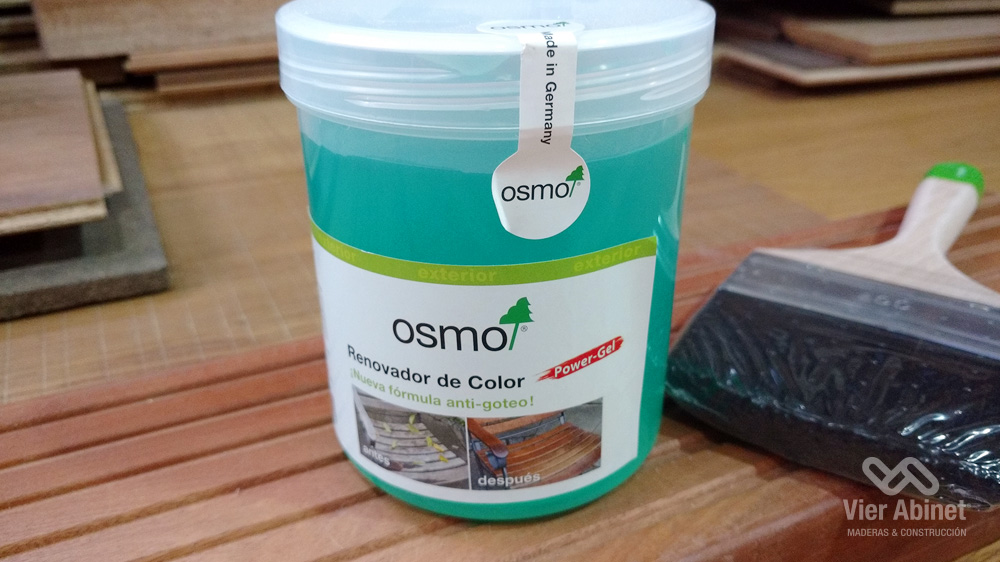 osmo
Made in Germany
osmo
exterior
exterior
osmo
Renovador de Color
Power-Gel
¡Nueva fórmula anti-goteo!
antes
después
Vier Abinet
MADERAS & CONSTRUCCIÓN